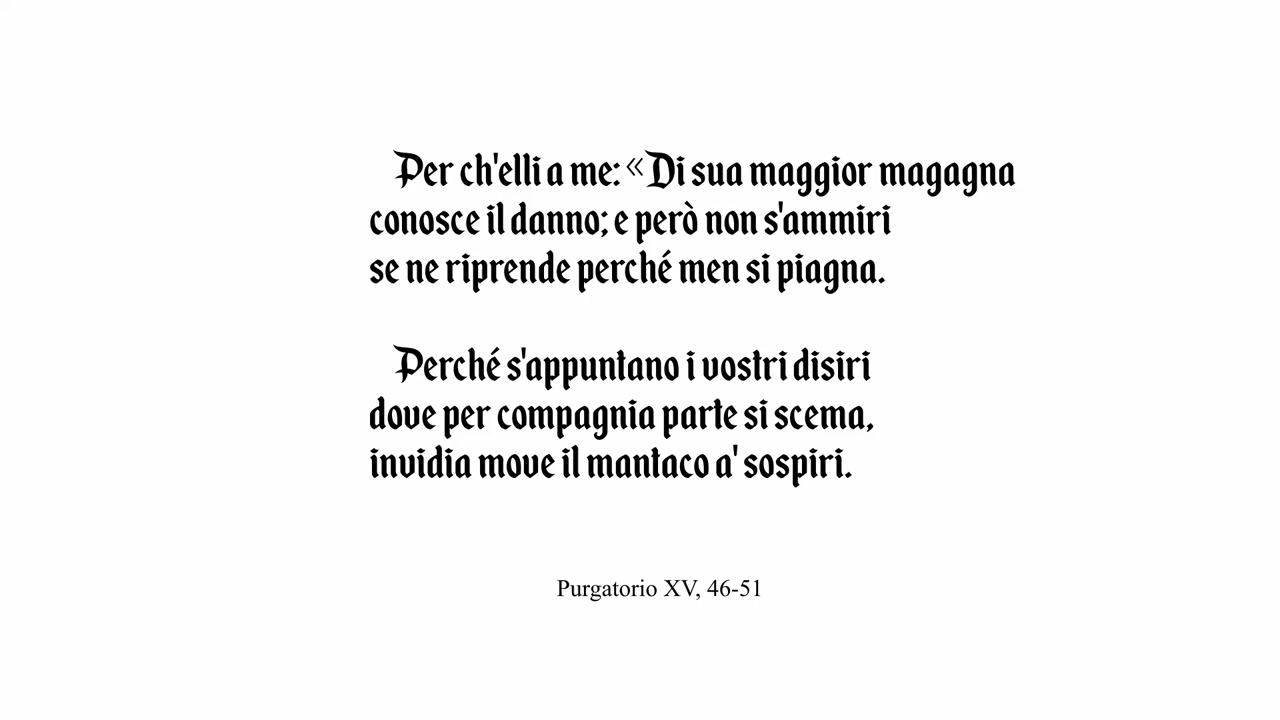 Per ch'elli a me: «Di sua maggior magagna
conosce il danno; e però non s'ammiri
se ne riprende perché men si piagna.
Perché s'appuntano i vostri disiri
dove per compagnia parte si scema,
invidia move il mantaco a' sospiri.
Purgatorio XV, 46-51